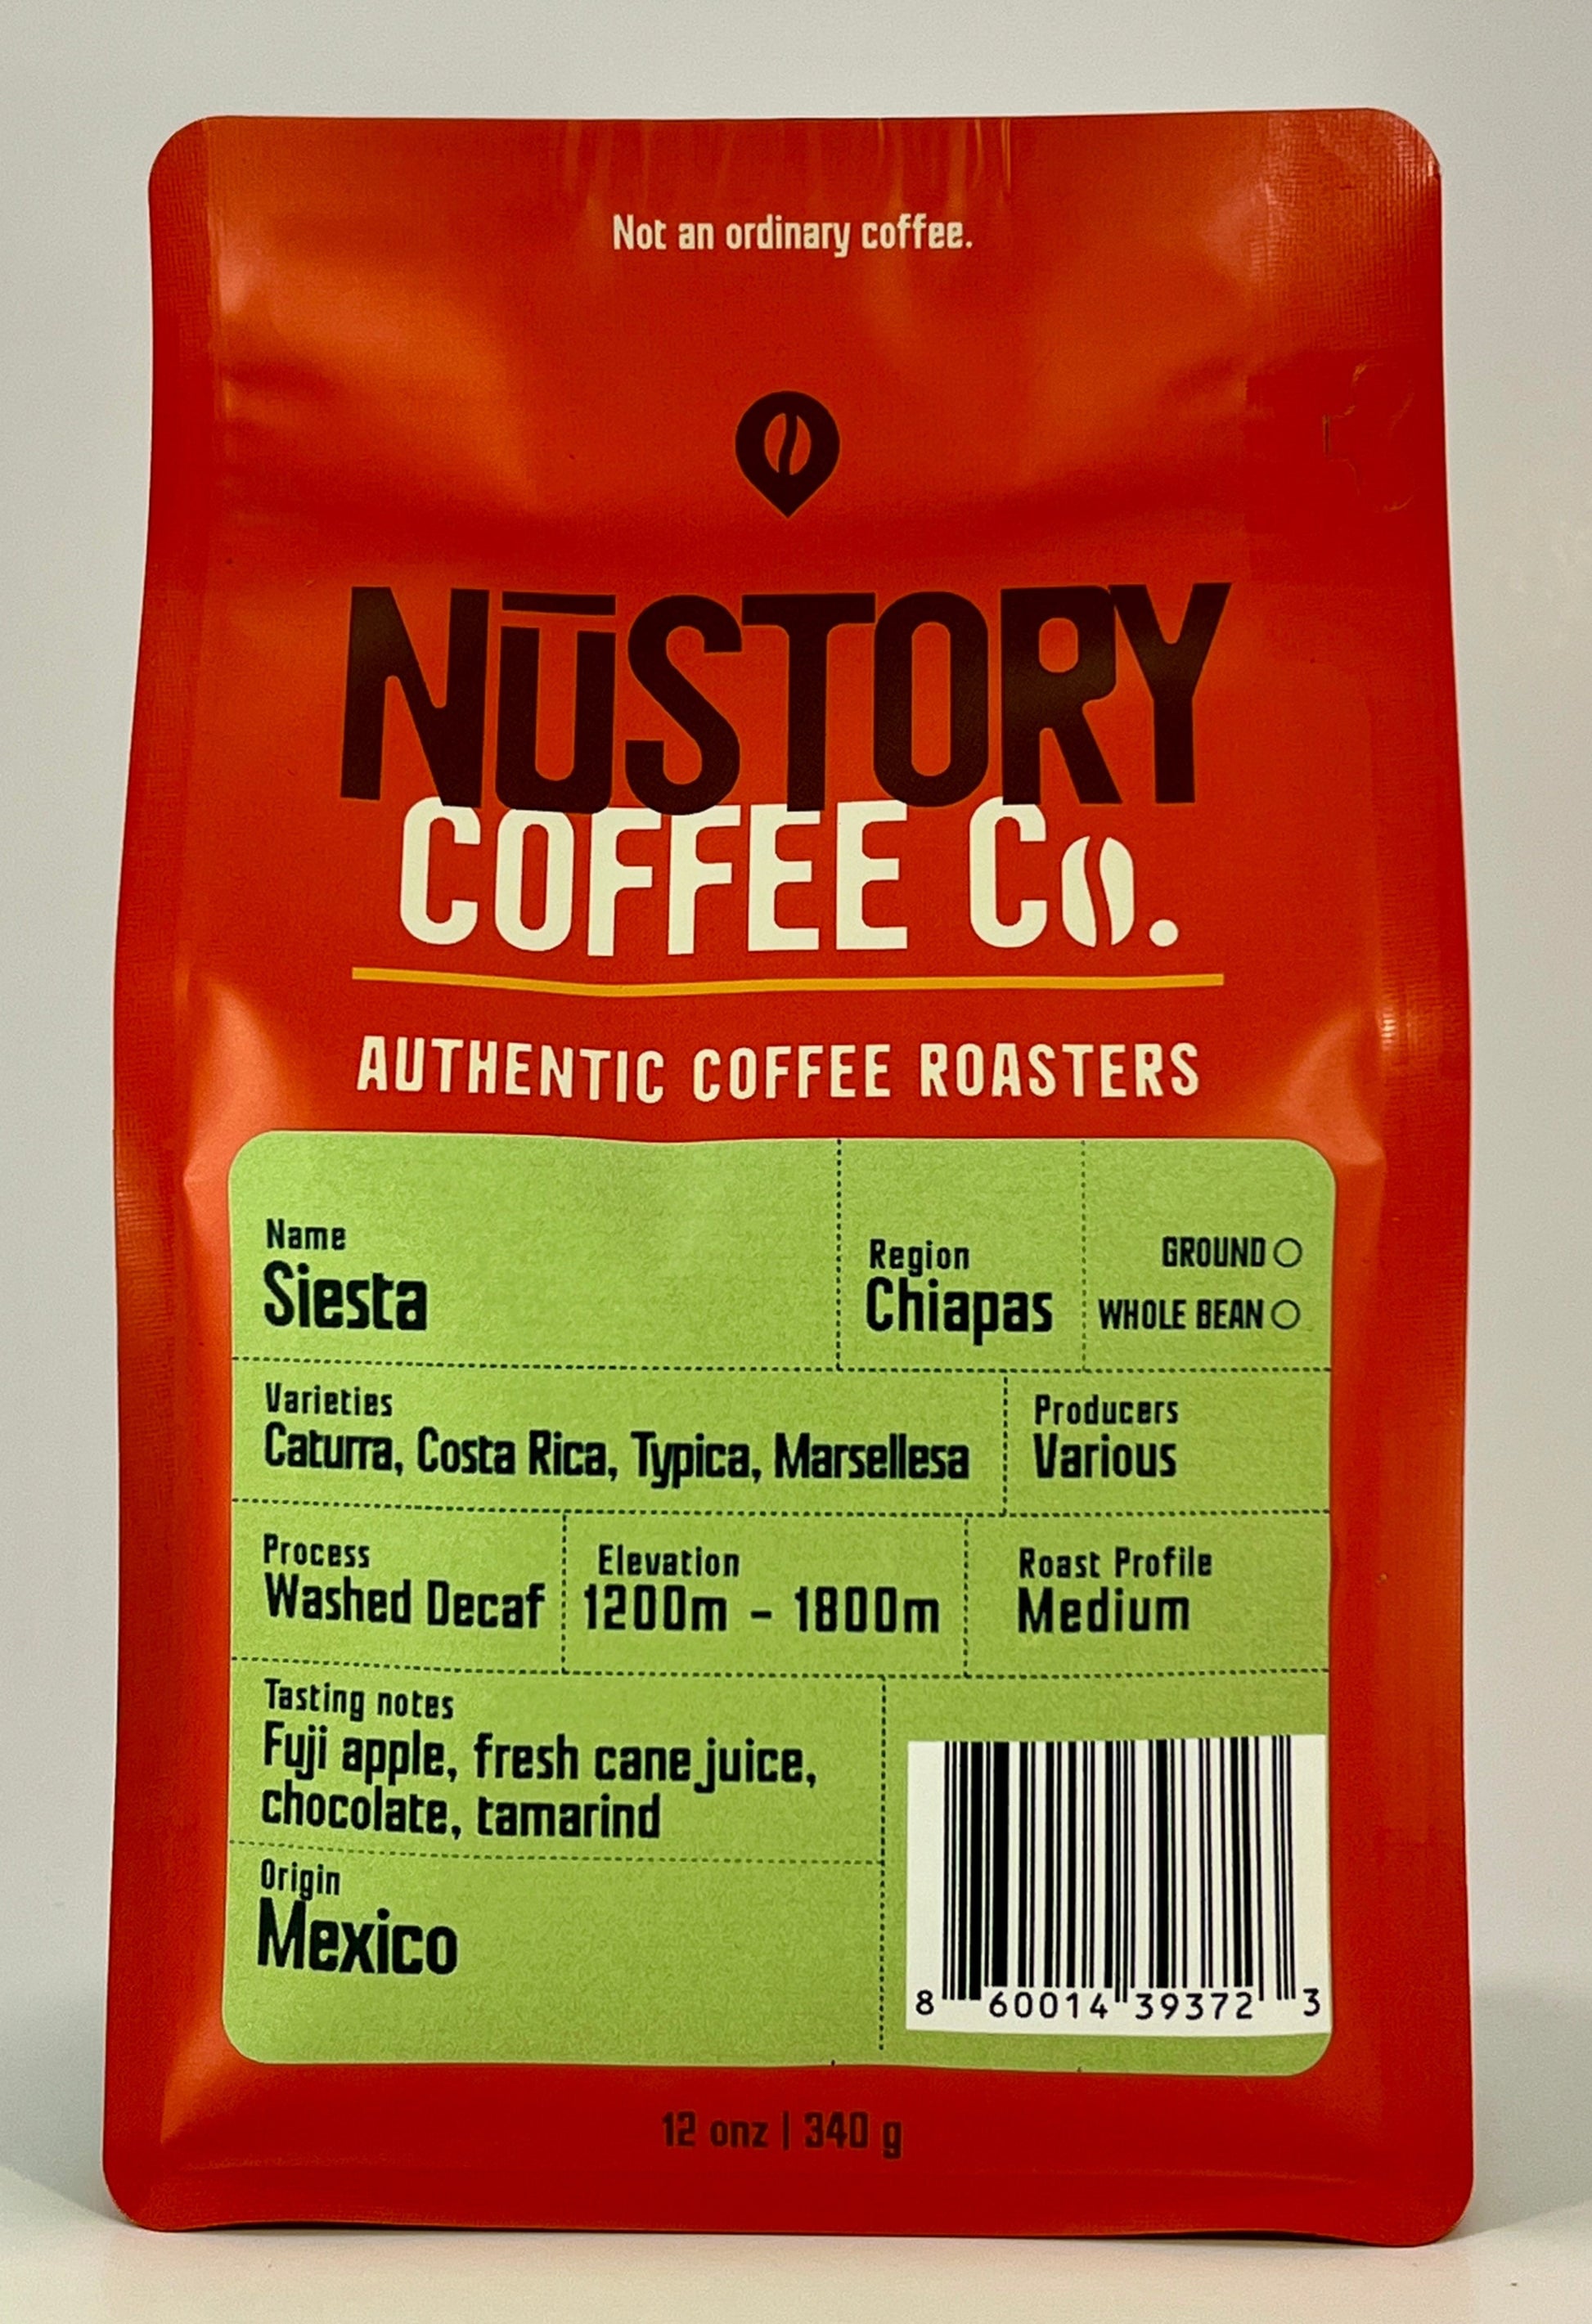 Not an ordinary coffee.
NūSTORY
COFFEE Co.
AUTHENTIC COFFEE ROASTERS
Name
Siesta
Region
Chiapas
GROUND
WHOLE BEAN
Varieties
Caturra, Costa Rica, Typica, Marsellesa
Producers
Various
Process
Washed Decaf
Elevation
1200m - 1800m
Roast Profile
Medium
Tasting notes
Fuji apple, fresh cane juice,
chocolate, tamarind
Origin
Mexico
8 60014 39372 3
12 onz | 340 g